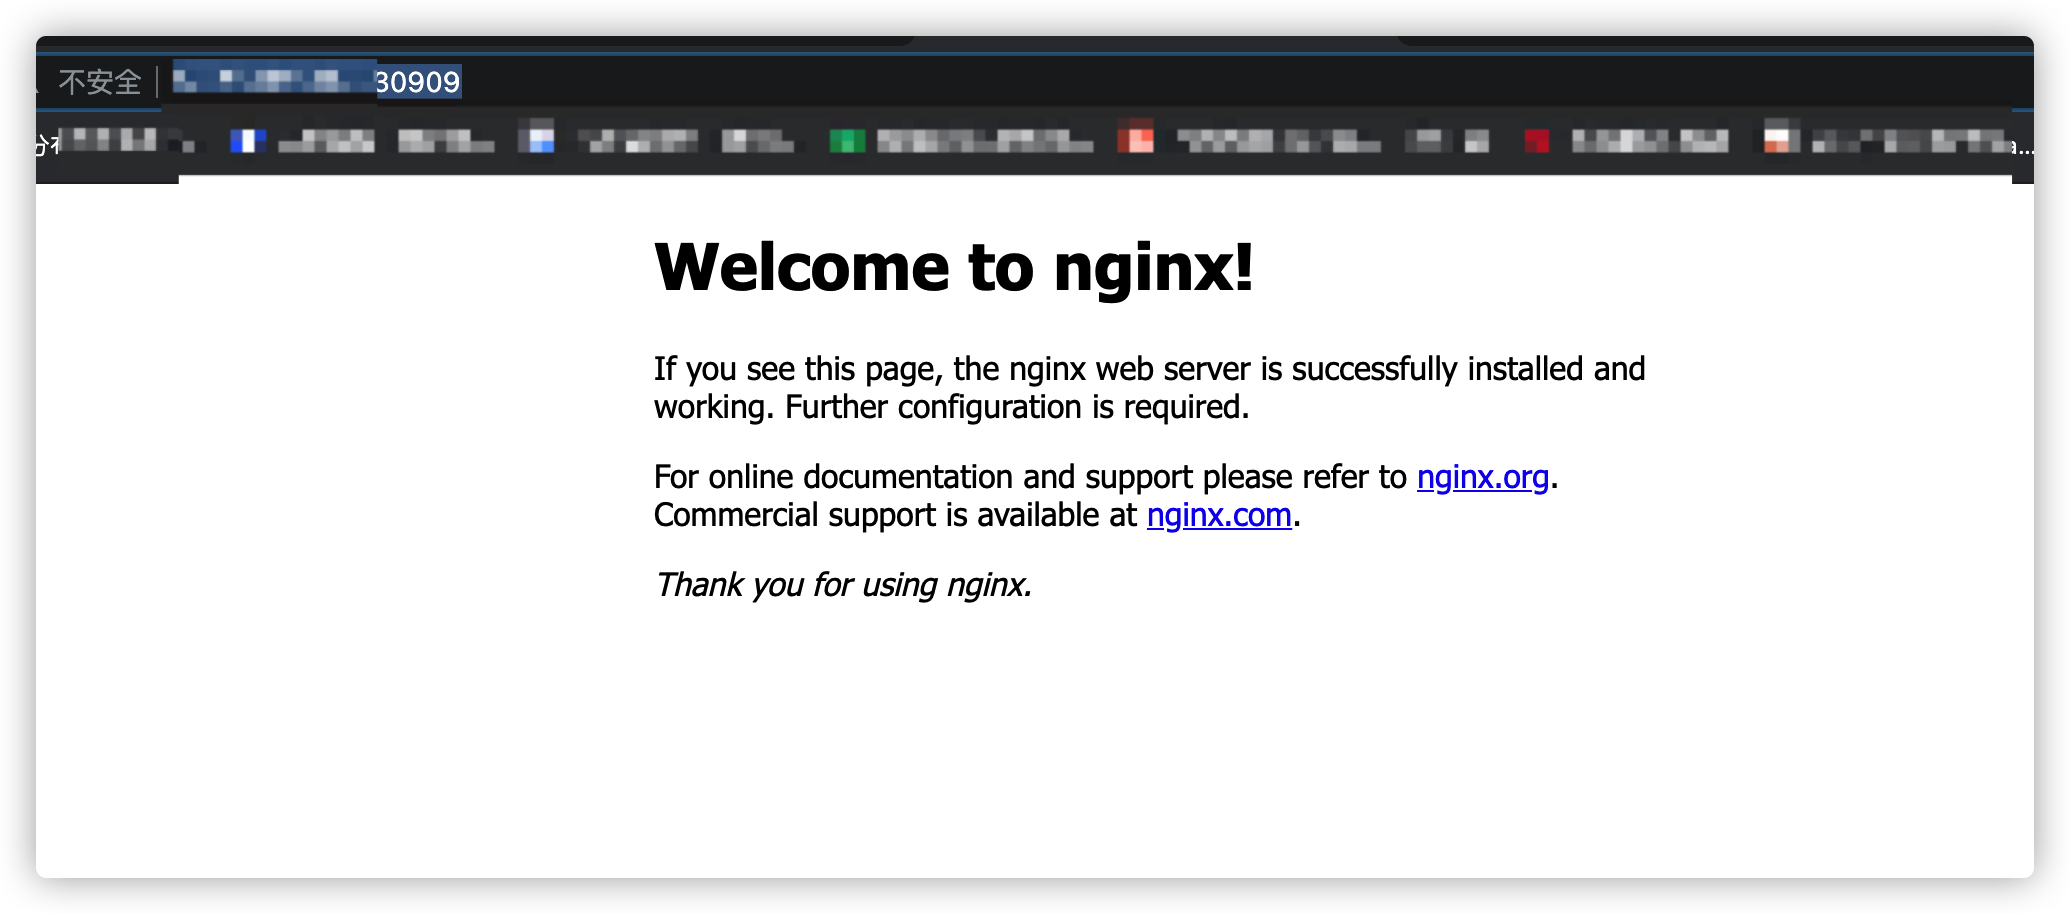 不安全
30909
Welcome to nginx!
If you see this page, the nginx web server is successfully installed and
working. Further configuration is required.
For online documentation and support please refer to nginx.org.
Commercial support is available at nginx.com.
Thank you for using nginx.